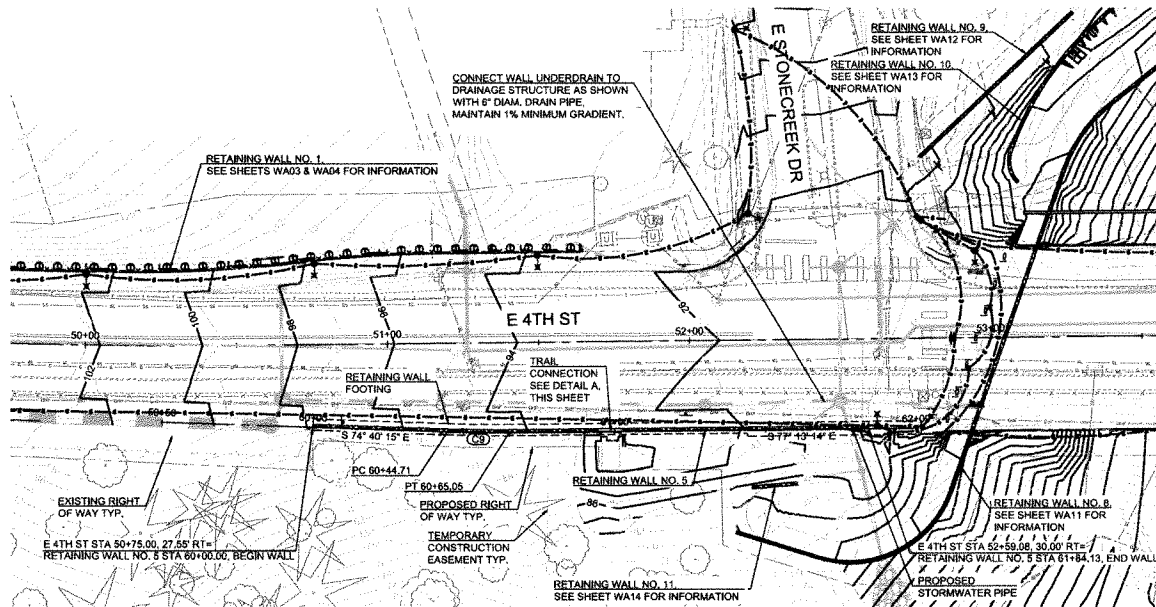 RETAINING WALL NO. 9.
SEE SHEET WA12 FOR
INFORMATION
RETAINING WALL NO. 10.
SEE SHEET WA13 FOR
INFORMATION
E STONECREEK DR
CONNECT WALL UNDERDRAIN TO
DRAINAGE STRUCTURE AS SHOWN
WITH 6" DIAM. DRAIN PIPE,
MAINTAIN 1% MINIMUM GRADIENT.
RETAINING WALL NO. 1.
SEE SHEETS WA03 & WA04 FOR INFORMATION
100
98
96
94
92
102
E 4TH ST
50+00
51+00
52+00
53+00
TRAIL
CONNECTION
SEE DETAIL A,
THIS SHEET
RETAINING WALL
FOOTING
62+00
S 74° 40' 15" E
C9
S 77° 13' 14" E
PC 60+44.71
PT 60+65.05
RETAINING WALL NO. 5
86
EXISTING RIGHT
OF WAY TYP.
PROPOSED RIGHT
OF WAY TYP.
TEMPORARY
CONSTRUCTION
EASEMENT TYP.
RETAINING WALL NO. 8.
SEE SHEET WA11 FOR
INFORMATION
E 4TH ST STA 50+75.00, 27.55' RT=
RETAINING WALL NO. 5 STA 60+00.00, BEGIN WALL
E 4TH ST STA 52+59.08, 30.00' RT=
RETAINING WALL NO. 5 STA 61+84.13, END WALL
RETAINING WALL NO. 11.
SEE SHEET WA14 FOR INFORMATION
PROPOSED
STORMWATER PIPE